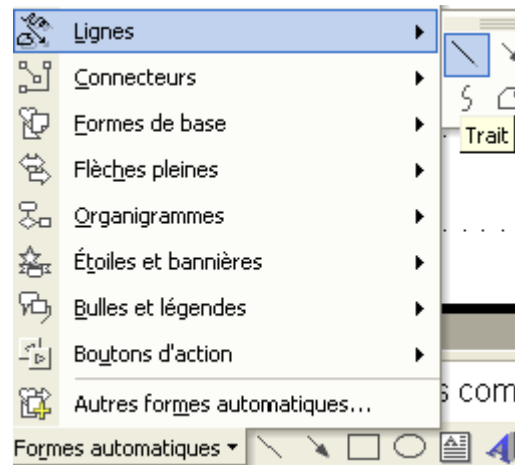 Lignes
Connecteurs
Formes de base
Flèches pleines
Organigrammes
Étoiles et bannières
Bulles et légendes
Boutons d'action
Autres formes automatiques...
Formes automatiques
Trait
s com
A